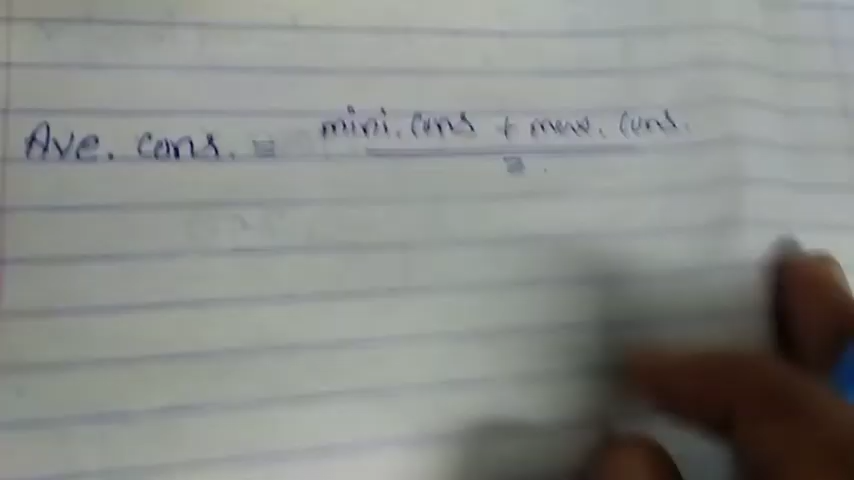 Ave. cons. = mini. cons + max. cons.
2